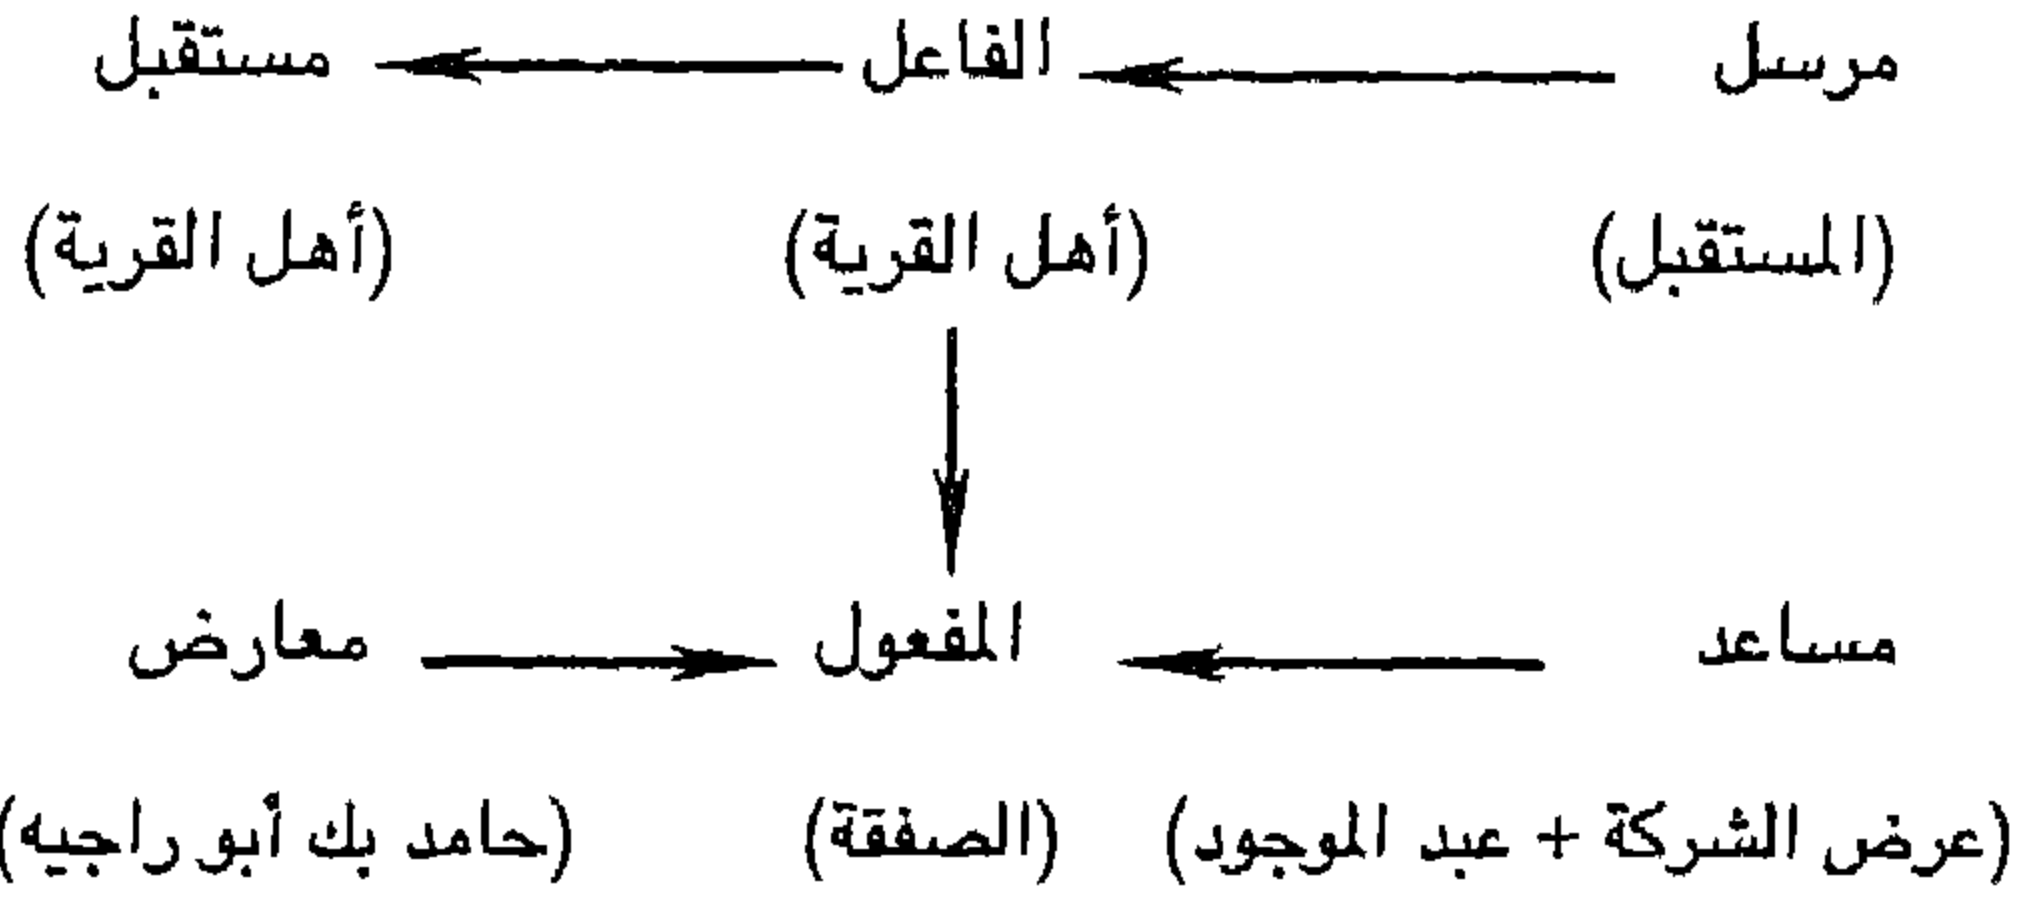 مرسل الفاعل مستقبل
(المستقبل) (أهل القرية) (أهل القرية)
مساعد المفعول معارض
(عرض الشركة + عبد الموجود) (الصفقة) (حامد بك أبو راجيه)